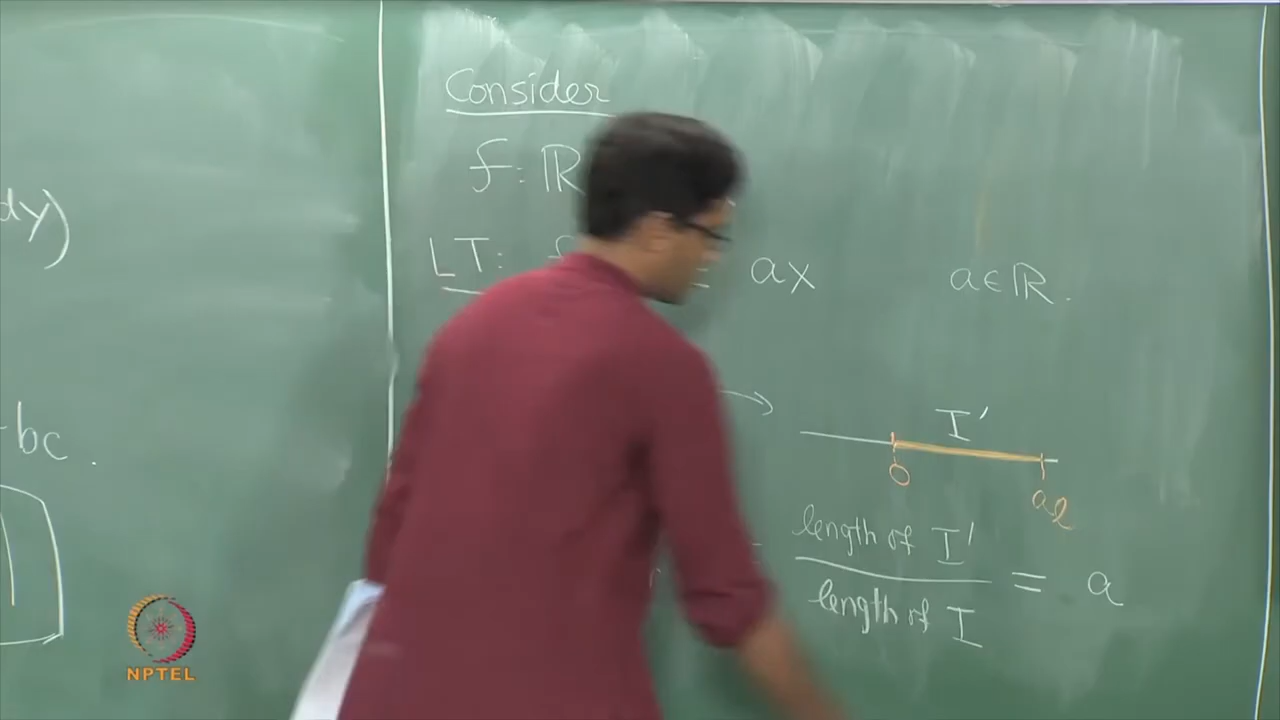 dy)
-bc.
Consider
f: ℝ
LT: f = ax a∈ℝ.
→
I′
0 aℓ
length of I′
= a
length of I
NPTEL